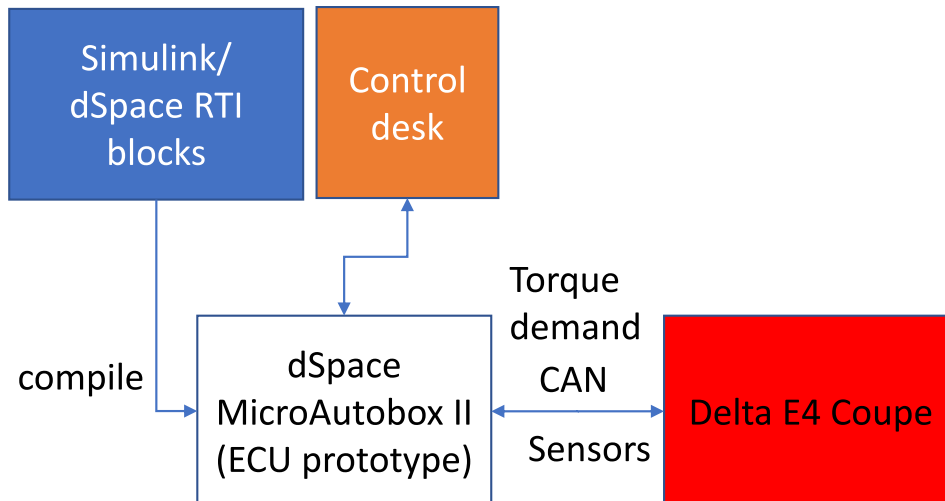 Simulink/
dSpace RTI
blocks
Control
desk
Torque
demand
compile
dSpace
MicroAutobox II
(ECU prototype)
CAN
Sensors
Delta E4 Coupe